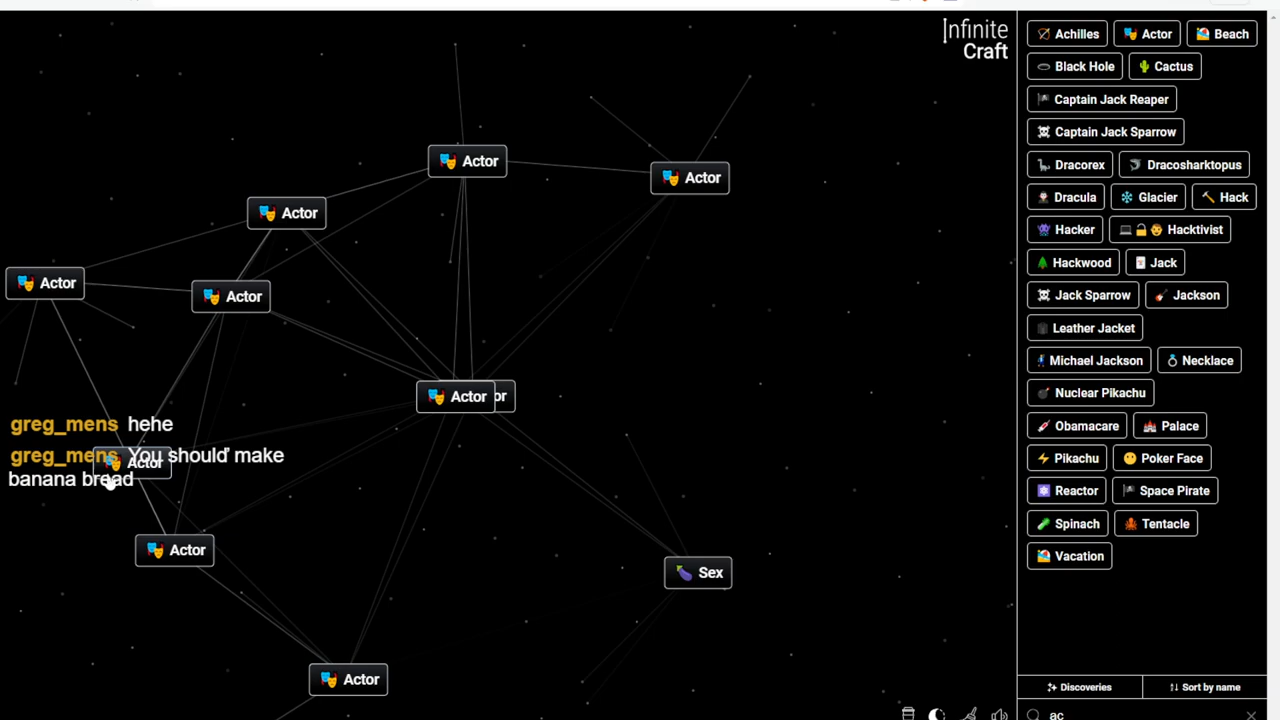 Infinite
Craft
Actor
Actor
Actor
Actor
Actor
Actor or
greg_mens hehe
greg_mens You should make
banana bread
Actor
Actor
Sex
Actor
Achilles Actor Beach
Black Hole Cactus
Captain Jack Reaper
Captain Jack Sparrow
Dracorex Dracosharktopus
Dracula Glacier Hack
Hacker Hacktivist
Hackwood Jack
Jack Sparrow Jackson
Leather Jacket
Michael Jackson Necklace
Nuclear Pikachu
Obamacare Palace
Pikachu Poker Face
Reactor Space Pirate
Spinach Tentacle
Vacation
Discoveries Sort by name
ac